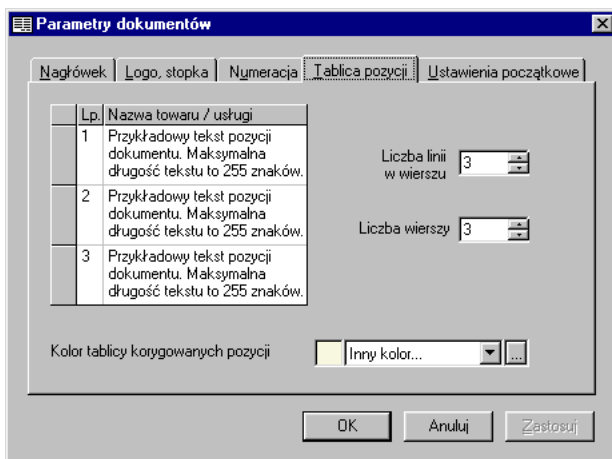 Parametry dokumentów
Nagłówek Logo, stopka Numeracja Tablica pozycji Ustawienia początkowe
Lp. Nazwa towaru / usługi
1 Przykładowy tekst pozycji
dokumentu. Maksymalna
długość tekstu to 255 znaków.
2 Przykładowy tekst pozycji
dokumentu. Maksymalna
długość tekstu to 255 znaków.
3 Przykładowy tekst pozycji
dokumentu. Maksymalna
długość tekstu to 255 znaków.
Liczba linii
w wierszu 3
Liczba wierszy 3
Kolor tablicy korygowanych pozycji Inny kolor... ...
OK Anuluj Zastosuj